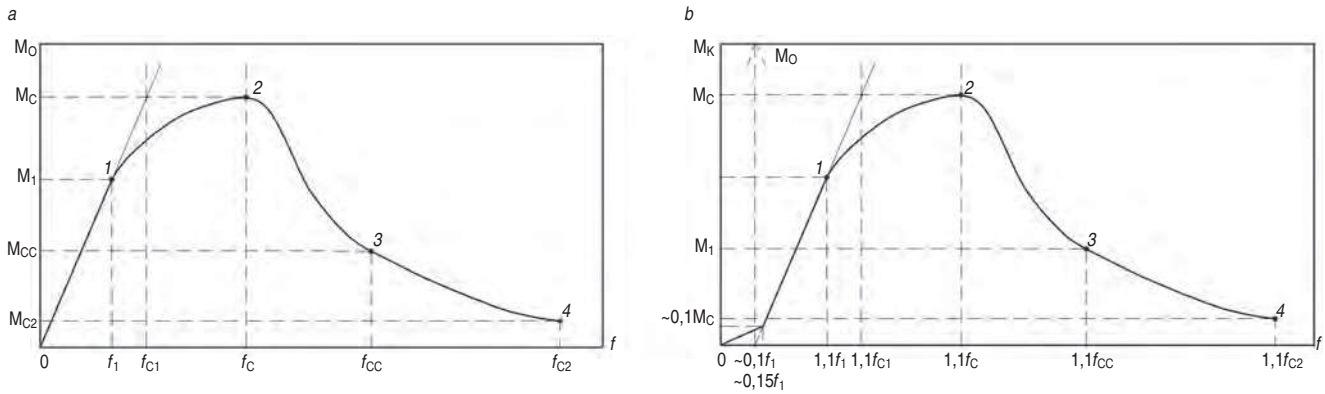 a
M_O
M_C
2
1
M_1
M_CC
3
M_C2
4
0
f_1
f_C1
f_C
f_CC
f_C2
f
b
M_K
M_O
M_C
2
1
M_1
3
~0,1M_C
4
0
~0,1f_1
1,1f_1
1,1f_C1
1,1f_C
1,1f_CC
1,1f_C2
f
~0,15f_1